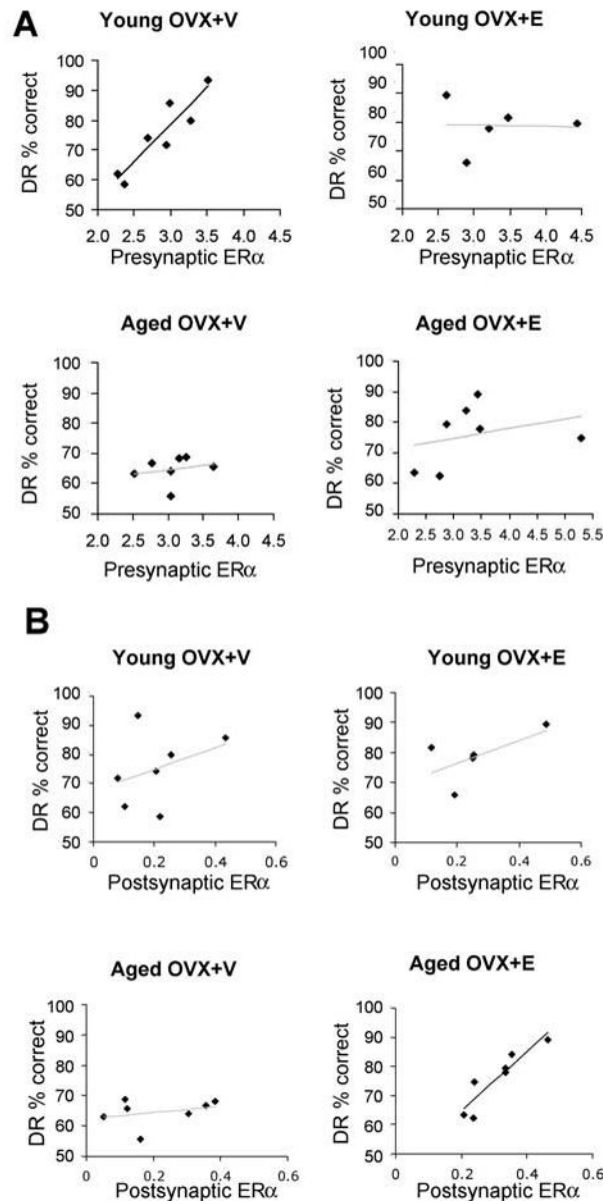 A
Young OVX+V
Young OVX+E
DR % correct
100
90
80
70
60
50
2.0 2.5 3.0 3.5 4.0 4.5
Presynaptic ERα
DR % correct
100
90
80
70
60
50
2.0 2.5 3.0 3.5 4.0 4.5
Presynaptic ERα
Aged OVX+V
Aged OVX+E
DR % correct
100
90
80
70
60
50
2.0 2.5 3.0 3.5 4.0 4.5
Presynaptic ERα
DR % correct
100
90
80
70
60
50
2.0 2.5 3.0 3.5 4.0 4.5 5.0 5.5
Presynaptic ERα
B
Young OVX+V
Young OVX+E
DR % correct
100
90
80
70
60
50
0 0.2 0.4 0.6
Postsynaptic ERα
DR % correct
100
90
80
70
60
50
0 0.2 0.4 0.6
Postsynaptic ERα
Aged OVX+V
Aged OVX+E
DR % correct
100
90
80
70
60
50
0 0.2 0.4 0.6
Postsynaptic ERα
DR % correct
100
90
80
70
60
50
0 0.2 0.4 0.6
Postsynaptic ERα